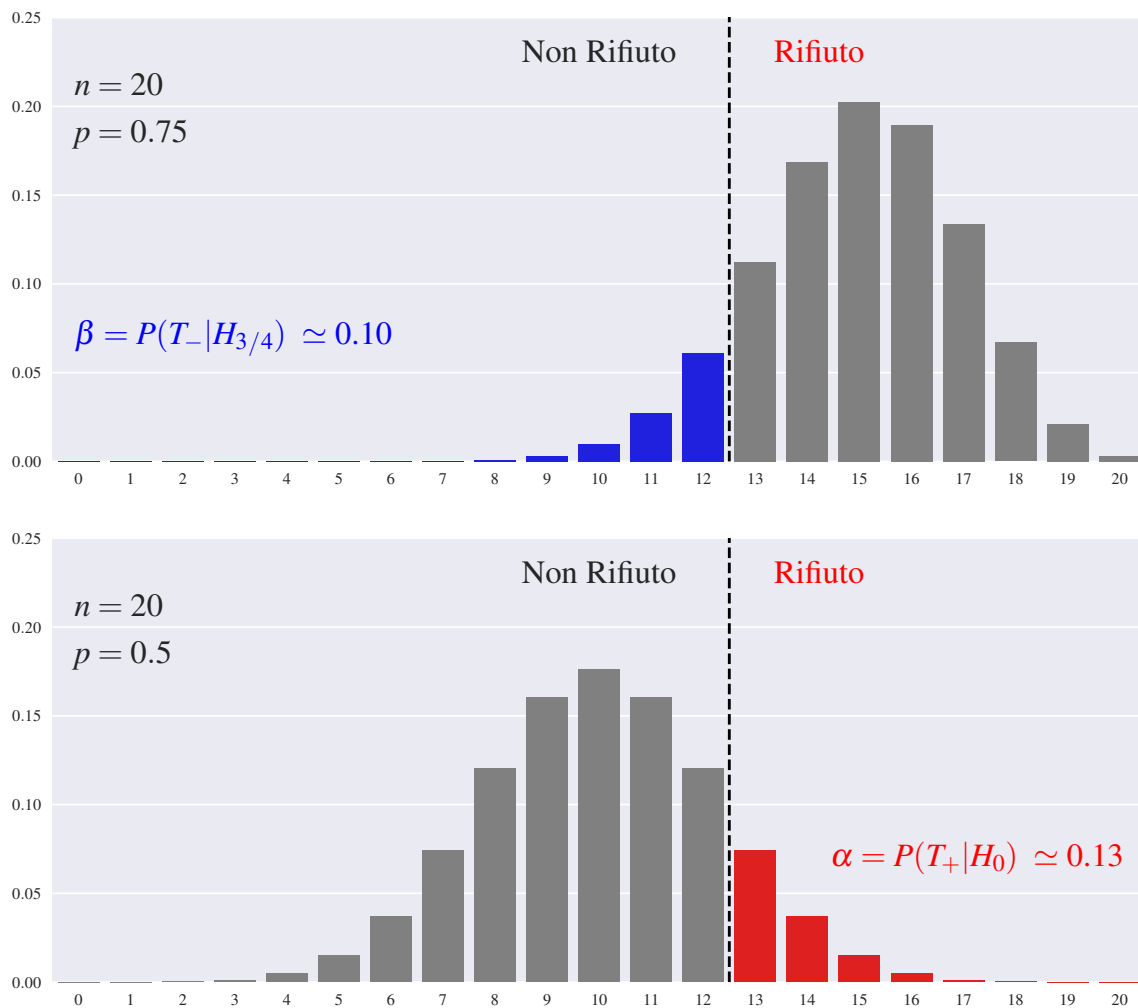 0.25
Non Rifiuto Rifiuto
n = 20
0.20
p = 0.75
0.15
0.10
β = P(T₋|H₃/₄) ≃ 0.10
0.05
0.00
0 1 2 3 4 5 6 7 8 9 10 11 12 13 14 15 16 17 18 19 20
0.25
Non Rifiuto Rifiuto
n = 20
0.20
p = 0.5
0.15
0.10
α = P(T₊|H₀) ≃ 0.13
0.05
0.00
0 1 2 3 4 5 6 7 8 9 10 11 12 13 14 15 16 17 18 19 20